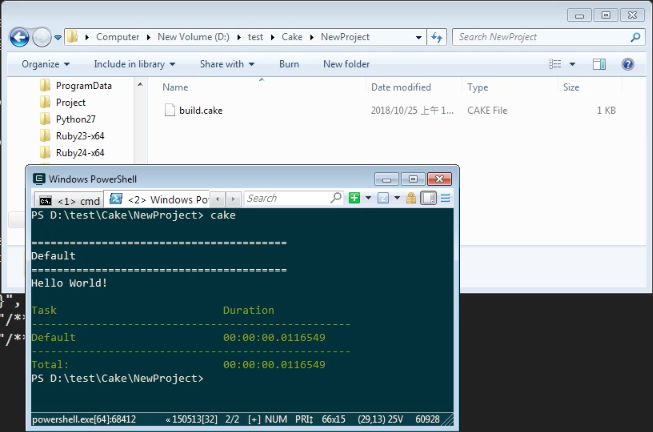 Computer ▸ New Volume (D:) ▸ test ▸ Cake ▸ NewProject
Search NewProject
Organize Include in library Share with Burn New folder
Name Date modified Type Size
ProgramData
Project
Python27
Ruby23-x64
Ruby24-x64
build.cake 2018/10/25 上午 1... CAKE File 1 KB
Windows PowerShell
<1> cmd <2> Windows Po Search
PS D:\test\Cake\NewProject> cake
========================================
Default
========================================
Hello World!
Task Duration
--------------------------------------------------
Default 00:00:00.0116549
--------------------------------------------------
Total: 00:00:00.0116549
PS D:\test\Cake\NewProject>
}",
"/**
"/**
powershell.exe[64]:68412 «150513[32] 2/2 [+] NUM PRI‡ 66x15 (29,13) 25V 60928